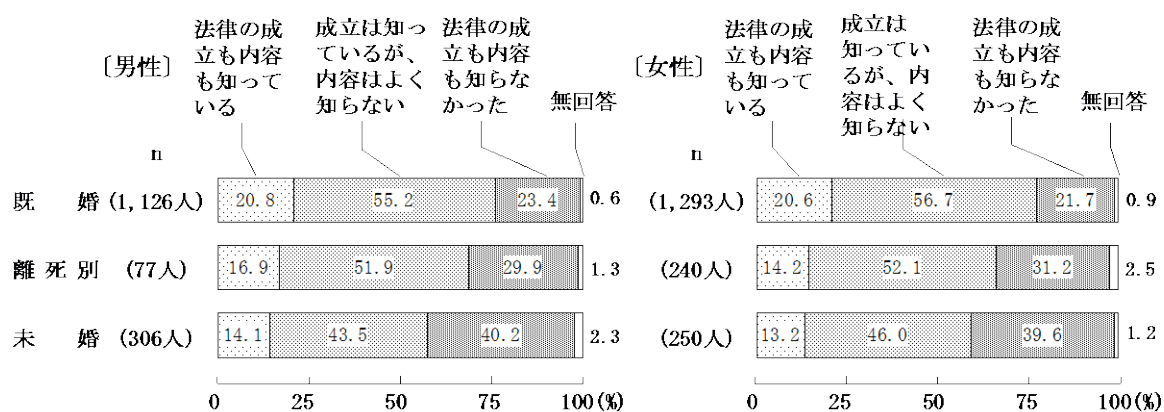 〔男性〕
法律の成
立も内容
も知って
いる
成立は知っ
ているが、
内容はよく
知らない
法律の成
立も内容
も知らな
かった
無回答
〔女性〕
法律の成
立も内容
も知って
いる
成立は
知ってい
るが、内
容はよく
知らない
法律の成
立も内容
も知らな
かった
無回答
n
n
既　婚 (1,126人) 20.8 55.2 23.4 0.6
(1,293人) 20.6 56.7 21.7 0.9
離死別 (77人) 16.9 51.9 29.9 1.3
(240人) 14.2 52.1 31.2 2.5
未　婚 (306人) 14.1 43.5 40.2 2.3
(250人) 13.2 46.0 39.6 1.2
0 25 50 75 100(%)
0 25 50 75 100(%)